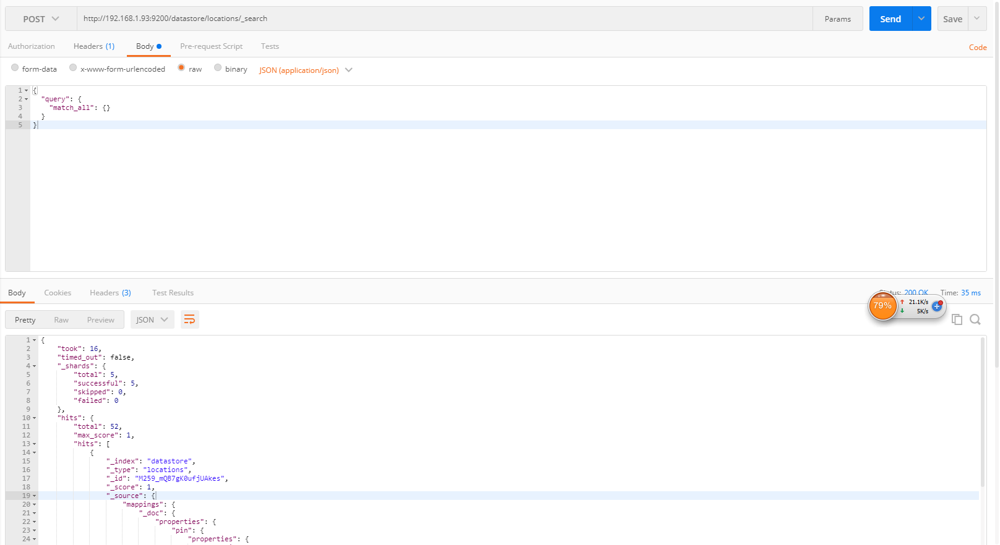 POST http://192.168.1.93:9200/datastore/locations/_search Params Send Save
Authorization Headers (1) Body Pre-request Script Tests Code
form-data x-www-form-urlencoded raw binary JSON (application/json)
1 {
2 "query": {
3 "match_all": {}
4 }
5 }
Body Cookies Headers (3) Test Results Status: 200 OK Time: 35 ms
79% 21.1K/s
5K/s
Pretty Raw Preview JSON
1 {
2 "took": 16,
3 "timed_out": false,
4 "_shards": {
5 "total": 5,
6 "successful": 5,
7 "skipped": 0,
8 "failed": 0
9 },
10 "hits": {
11 "total": 52,
12 "max_score": 1,
13 "hits": [
14 {
15 "_index": "datastore",
16 "_type": "locations",
17 "_id": "M259_mQB7gK0ufjUAkes",
18 "_score": 1,
19 "_source": {
20 "mappings": {
21 "_doc": {
22 "properties": {
23 "pin": {
24 "properties": {